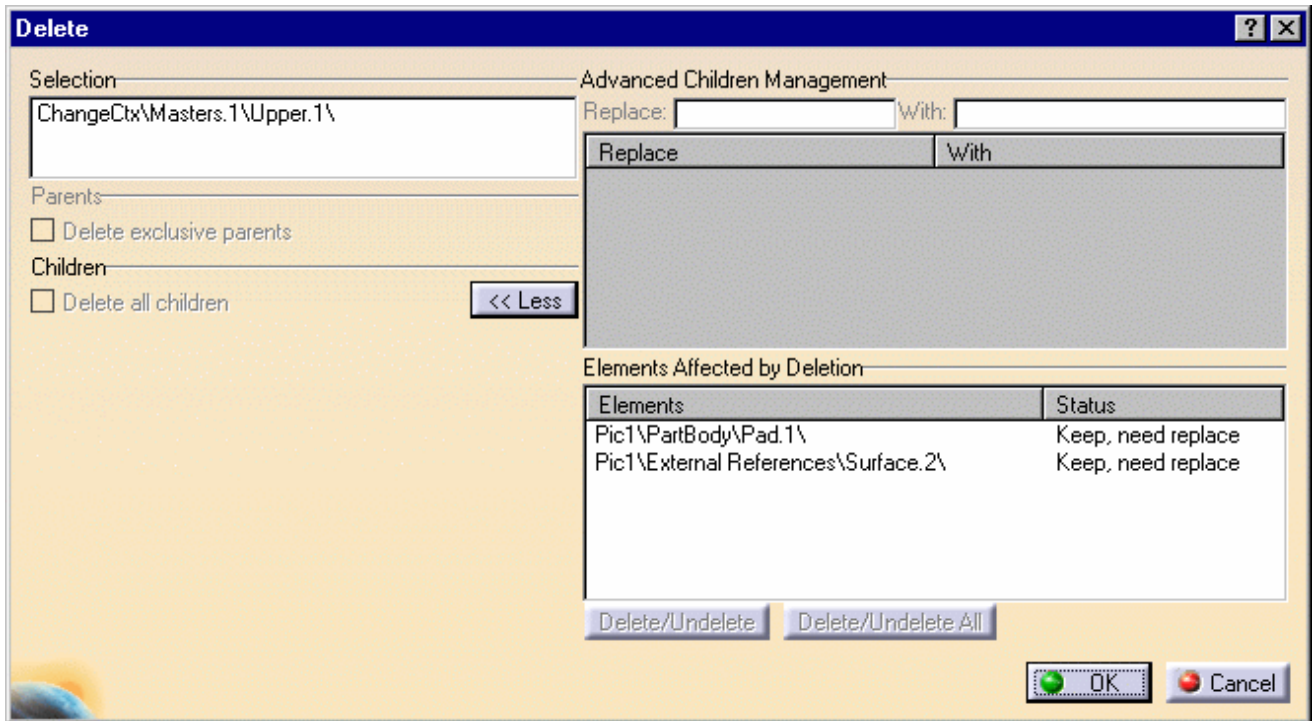 Delete
Selection
ChangeCtx\Masters.1\Upper.1\
Parents
Delete exclusive parents
Children
Delete all children
<< Less
Advanced Children Management
Replace: With:
Replace With
Elements Affected by Deletion
Elements Status
Pic1\PartBody\Pad.1\ Keep, need replace
Pic1\External References\Surface.2\ Keep, need replace
Delete/Undelete Delete/Undelete All
OK Cancel